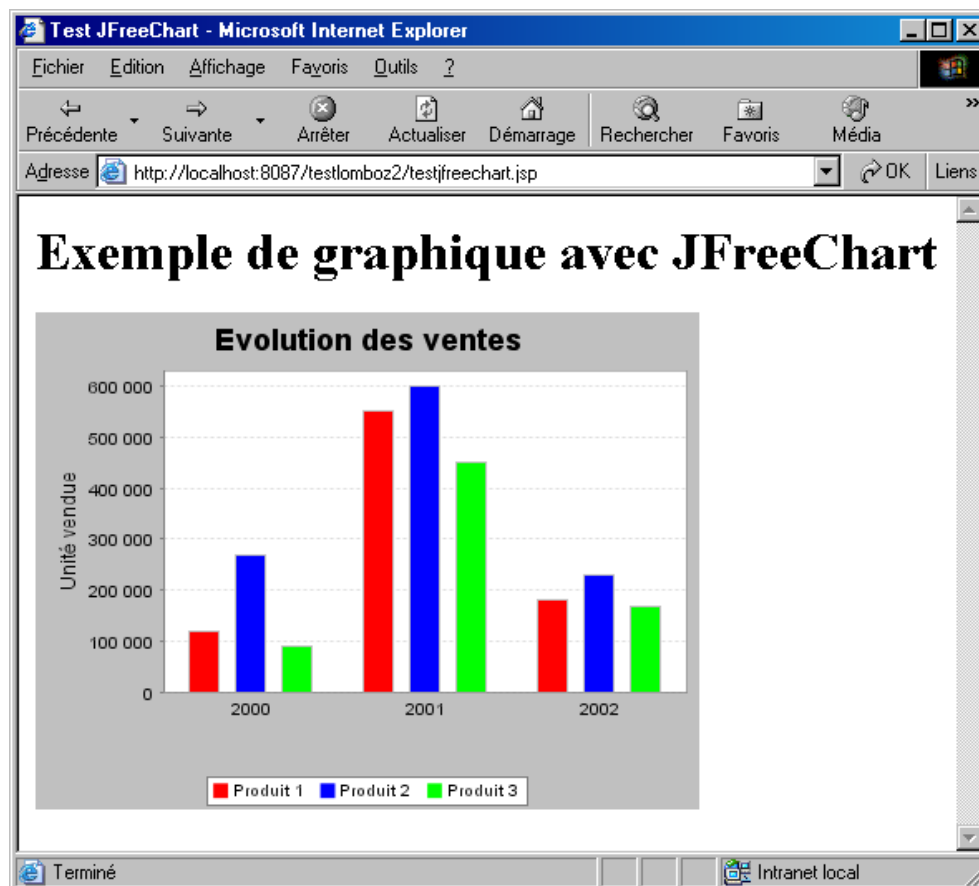 Test JFreeChart - Microsoft Internet Explorer
Fichier Edition Affichage Favoris Outils ?
Précédente Suivante Arrêter Actualiser Démarrage Rechercher Favoris Média »
Adresse http://localhost:8087/testlomboz2/testjfreechart.jsp OK Liens
Exemple de graphique avec JFreeChart
Evolution des ventes
Unité vendue
600 000
500 000
400 000
300 000
200 000
100 000
0
2000 2001 2002
Produit 1 Produit 2 Produit 3
Terminé Intranet local